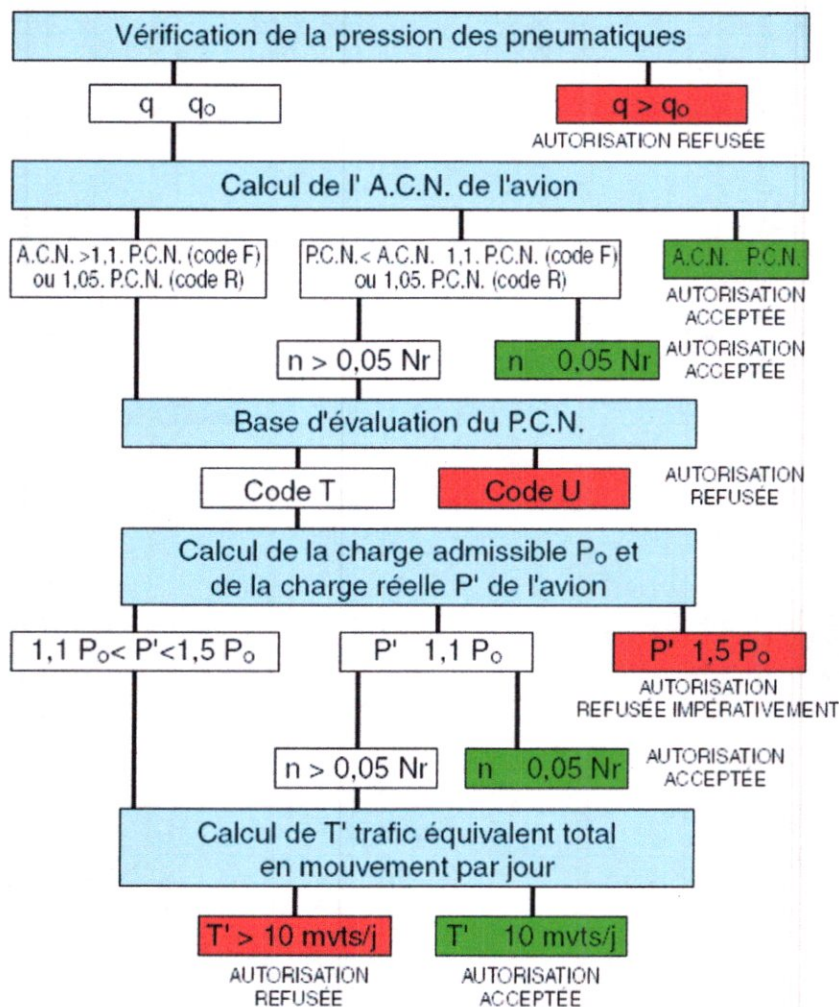 Vérification de la pression des pneumatiques
q qo
q > qo
AUTORISATION REFUSÉE
Calcul de l' A.C.N. de l'avion
A.C.N. >1,1. P.C.N. (code F)
ou 1,05. P.C.N. (code R)
P.C.N.< A.C.N. 1,1. P.C.N. (code F)
ou 1,05. P.C.N. (code R)
A.C.N. P.C.N.
AUTORISATION
ACCEPTÉE
n > 0,05 Nr
n 0,05 Nr
AUTORISATION
ACCEPTÉE
Base d'évaluation du P.C.N.
Code T
Code U
AUTORISATION
REFUSÉE
Calcul de la charge admissible Po et
de la charge réelle P' de l'avion
1,1 Po< P'<1,5 Po
P' 1,1 Po
P' 1,5 Po
AUTORISATION
REFUSÉE IMPÉRATIVEMENT
n > 0,05 Nr
n 0,05 Nr
AUTORISATION
ACCEPTÉE
Calcul de T' trafic équivalent total
en mouvement par jour
T' > 10 mvts/j
T' 10 mvts/j
AUTORISATION
REFUSÉE
AUTORISATION
ACCEPTÉE